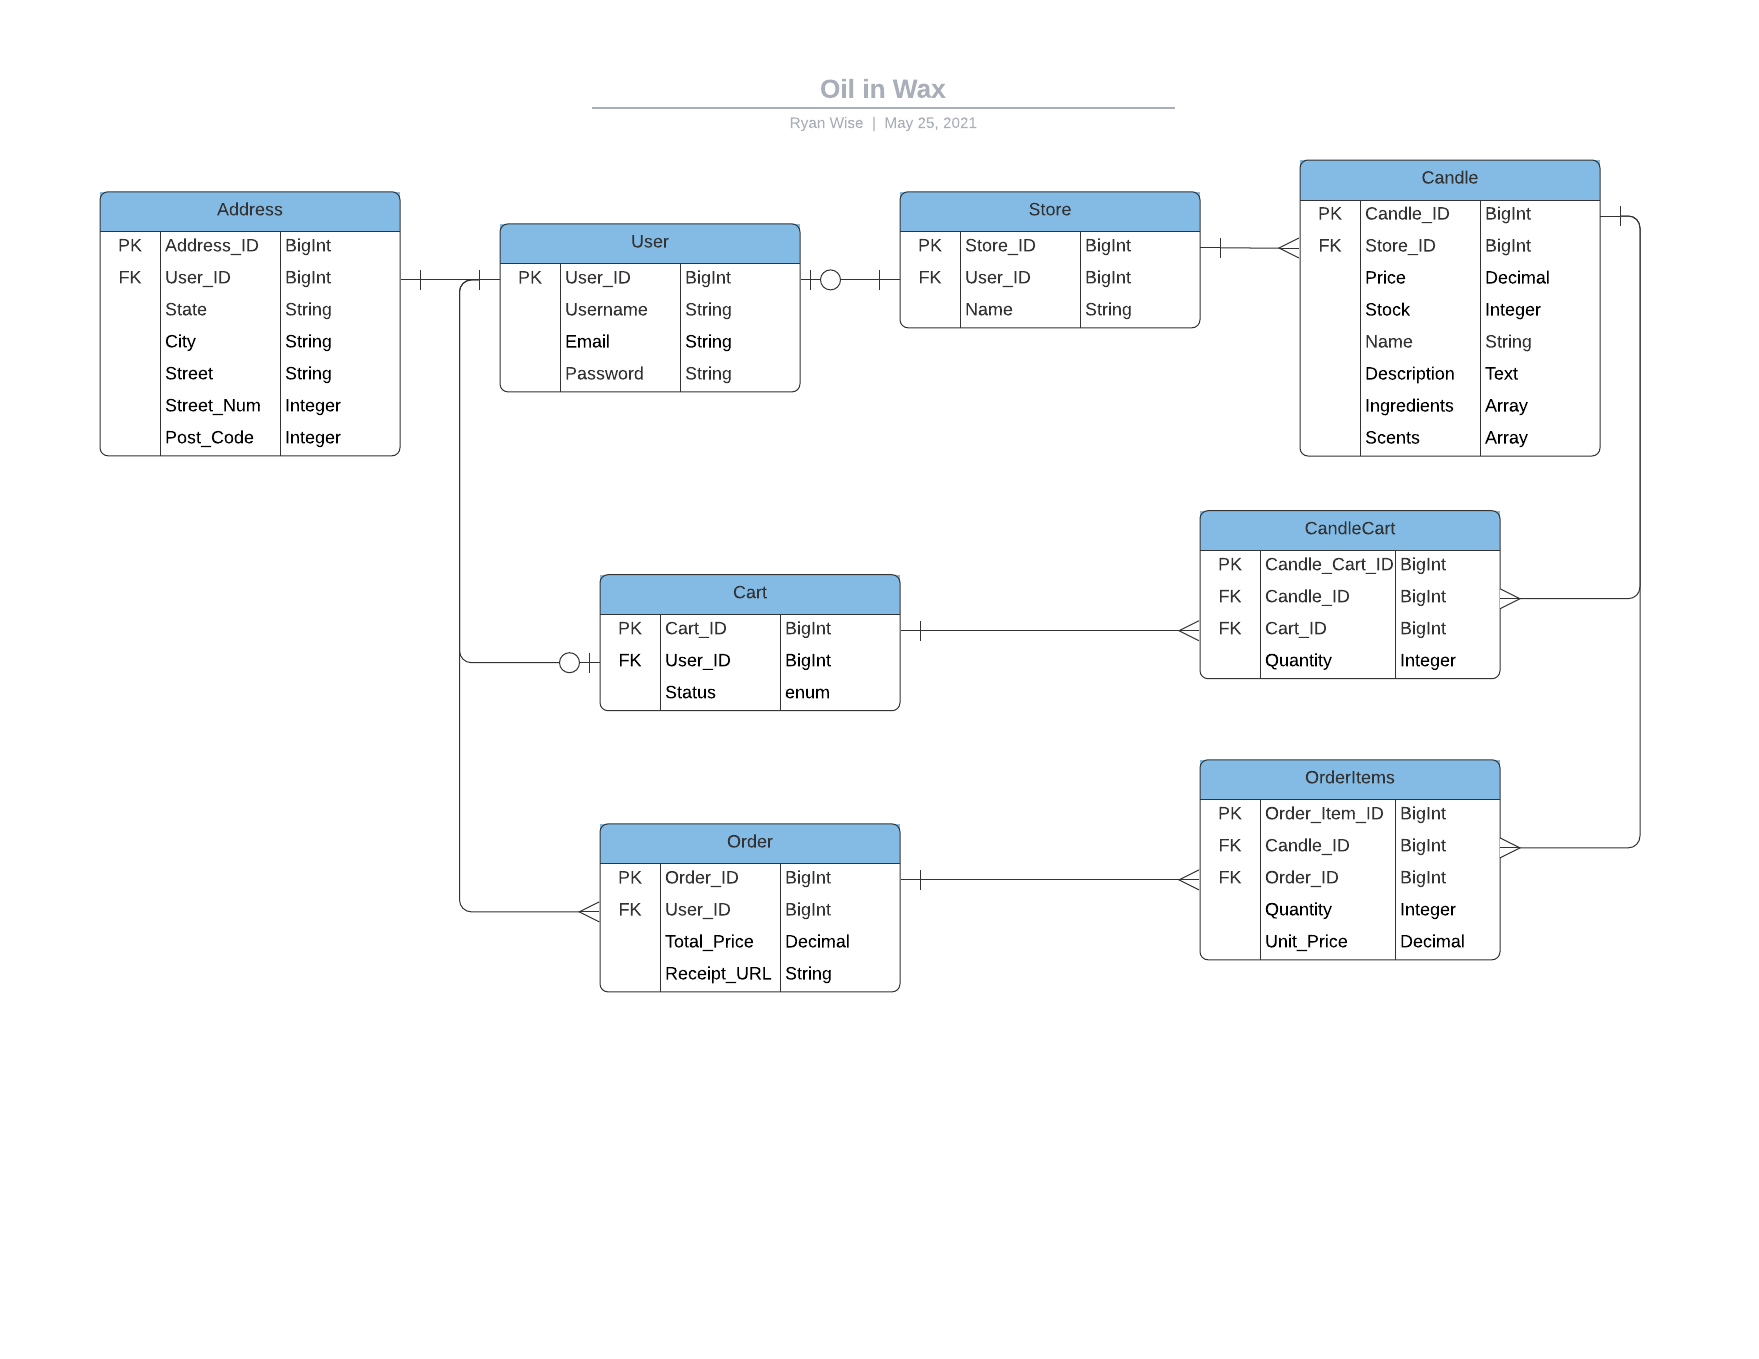 Oil in Wax
Ryan Wise | May 25, 2021
Address
PK Address_ID BigInt
FK User_ID BigInt
State String
City String
Street String
Street_Num Integer
Post_Code Integer
User
PK User_ID BigInt
Username String
Email String
Password String
Store
PK Store_ID BigInt
FK User_ID BigInt
Name String
Candle
PK Candle_ID BigInt
FK Store_ID BigInt
Price Decimal
Stock Integer
Name String
Description Text
Ingredients Array
Scents Array
Cart
PK Cart_ID BigInt
FK User_ID BigInt
Status enum
CandleCart
PK Candle_Cart_ID BigInt
FK Candle_ID BigInt
FK Cart_ID BigInt
Quantity Integer
Order
PK Order_ID BigInt
FK User_ID BigInt
Total_Price Decimal
Receipt_URL String
OrderItems
PK Order_Item_ID BigInt
FK Candle_ID BigInt
FK Order_ID BigInt
Quantity Integer
Unit_Price Decimal